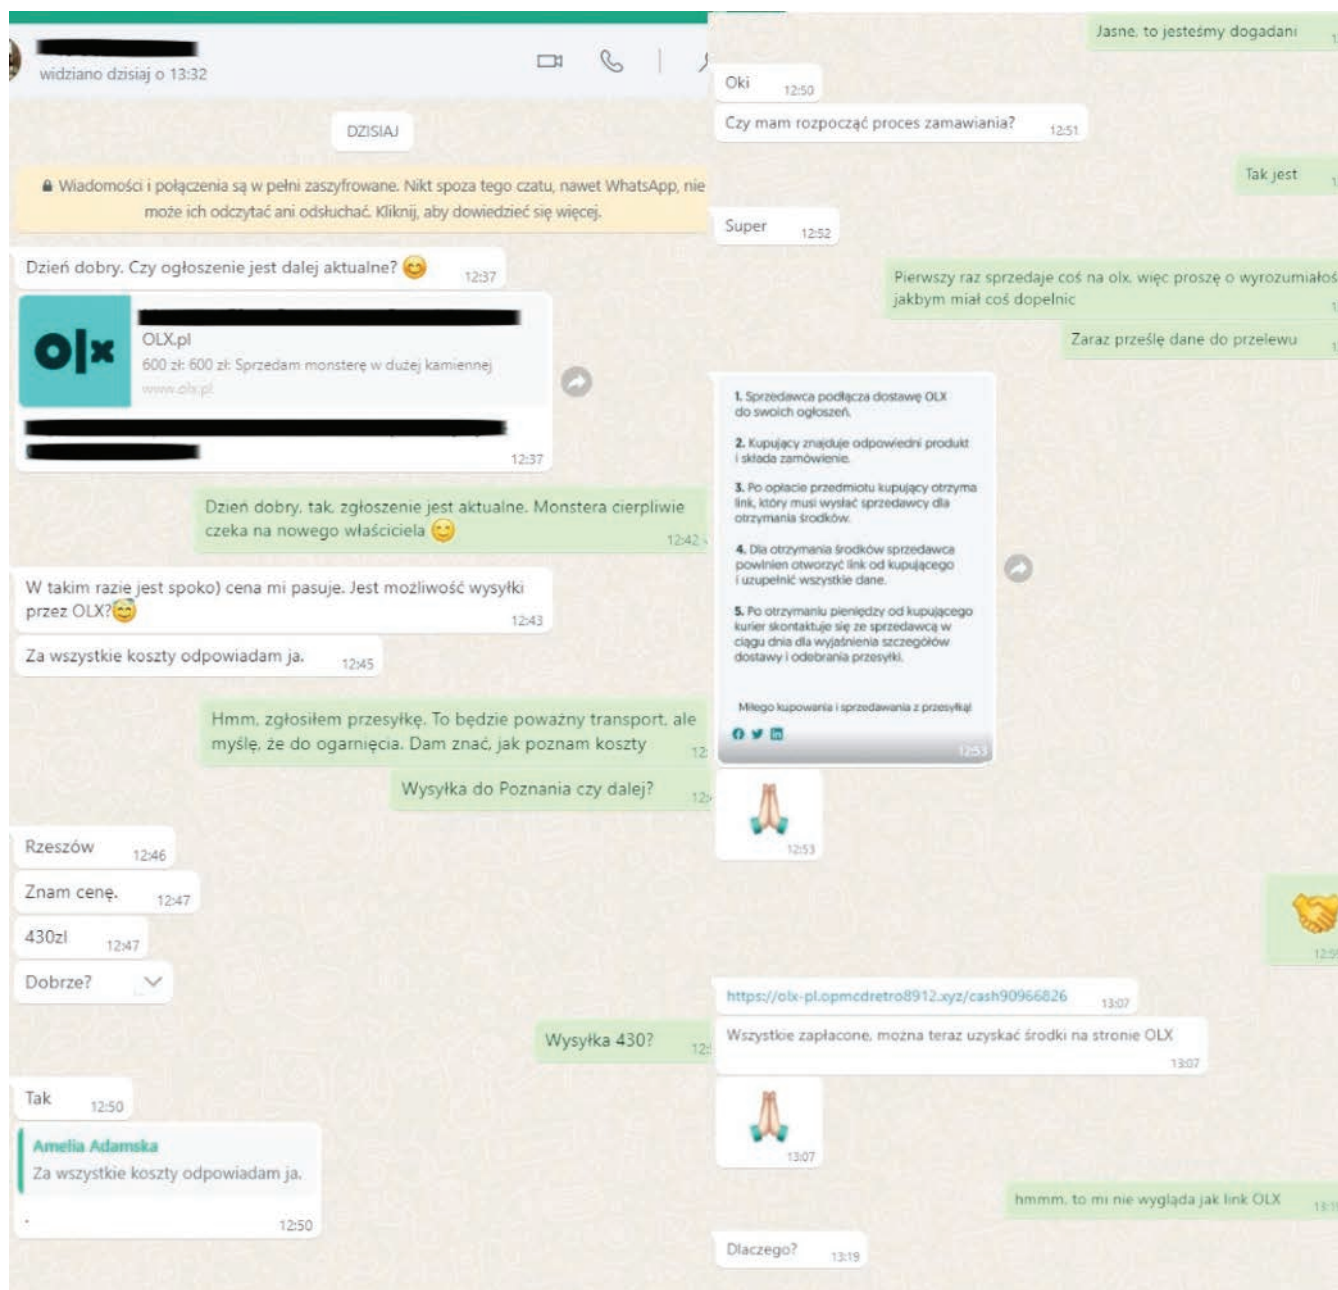 widziano dzisiaj o 13:32
DZISIAJ
Wiadomości i połączenia są w pełni zaszyfrowane. Nikt spoza tego czatu, nawet WhatsApp, nie
może ich odczytać ani odsłuchać. Kliknij, aby dowiedzieć się więcej.
Dzień dobry. Czy ogłoszenie jest dalej aktualne? 😊
12:37
olx
OLX.pl
600 zł: 600 zł: Sprzedam monsterę w dużej kamiennej
www.olx.pl
12:37
Dzień dobry. tak. zgłoszenie jest aktualne. Monstera cierpliwie
czeka na nowego właściciela 😊
12:42
W takim razie jest spoko) cena mi pasuje. Jest możliwość wysyłki
przez OLX?😇
12:43
Za wszystkie koszty odpowiadam ja.
12:45
Hmm, zgłosiłem przesyłkę. To będzie poważny transport, ale
myślę, że do ogarnięcia. Dam znać, jak poznam koszty
Wysyłka do Poznania czy dalej?
Rzeszów
12:46
Znam cenę.
12:47
430zl
12:47
Dobrze?
Wysyłka 430?
Tak
12:50
Amelia Adamska
Za wszystkie koszty odpowiadam ja.
.
12:50
Jasne, to jesteśmy dogadani
Oki
12:50
Czy mam rozpocząć proces zamawiania?
12:51
Tak jest
Super
12:52
Pierwszy raz sprzedaje coś na olx. więc proszę o wyrozumiałoś
jakbym miał coś dopelnic
Zaraz prześlę dane do przelewu
1. Sprzedawca podłącza dostawę OLX
do swoich ogłoszeń.
2. Kupujący znajduje odpowiedni produkt
i składa zamówienie.
3. Po opłacie przedmiotu kupujący otrzyma
link, który musi wysłać sprzedawcy dla
otrzymania środków.
4. Dla otrzymania środków sprzedawca
powinien otworzyć link od kupującego
i uzupełnić wszystkie dane.
5. Po otrzymaniu pieniędzy od kupującego
kurier skontaktuje się ze sprzedawcą w
ciągu dnia dla wyjaśnienia szczegółów
dostawy i odebrania przesyłki.
Miłego kupowania i sprzedawania z przesyłką!
12:53
12:53
https://olx-pl.opmcdretro8912.xyz/cash90966826
13:07
Wszystkie zapłacone, można teraz uzyskać środki na stronie OLX
13:07
13:07
hmmm, to mi nie wygląda jak link OLX
Dlaczego?
13:19